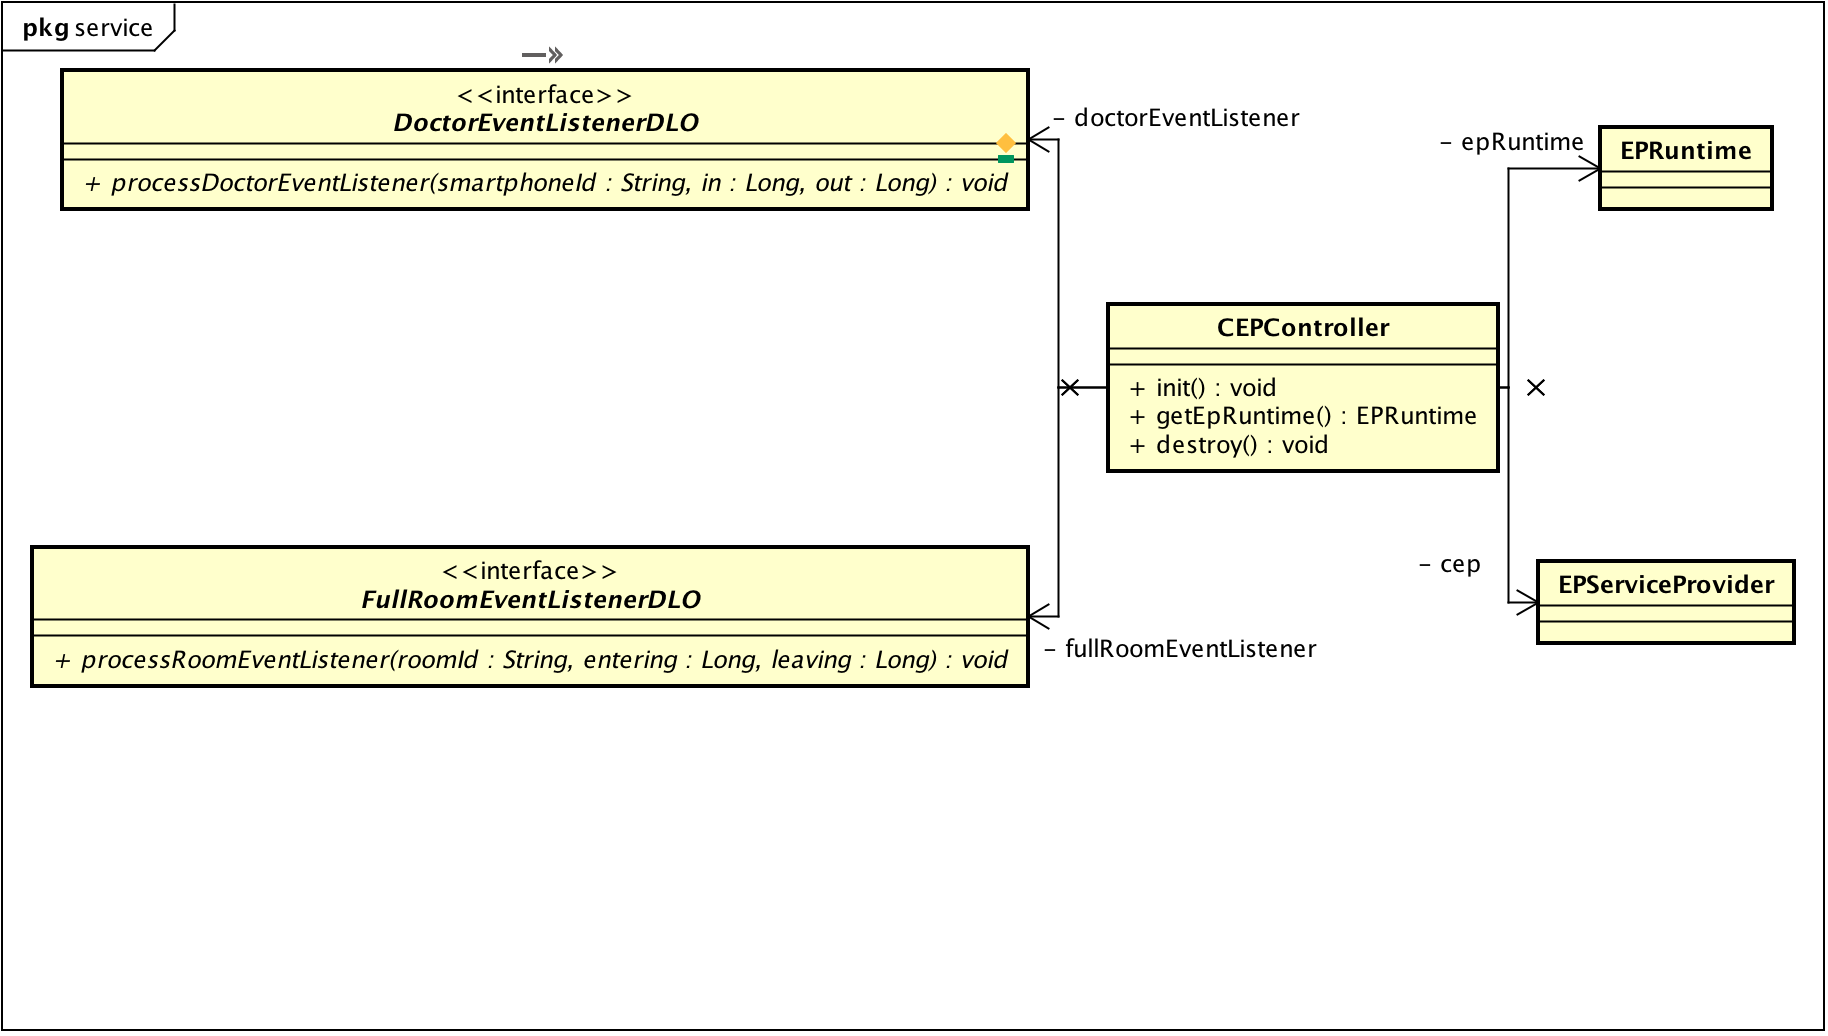 pkg service
<<interface>>
DoctorEventListenerDLO
+ processDoctorEventListener(smartphoneId : String, in : Long, out : Long) : void
- doctorEventListener
- epRuntime
EPRuntime
CEPController
+ init() : void
+ getEpRuntime() : EPRuntime
+ destroy() : void
<<interface>>
FullRoomEventListenerDLO
+ processRoomEventListener(roomId : String, entering : Long, leaving : Long) : void
- fullRoomEventListener
- cep
EPServiceProvider